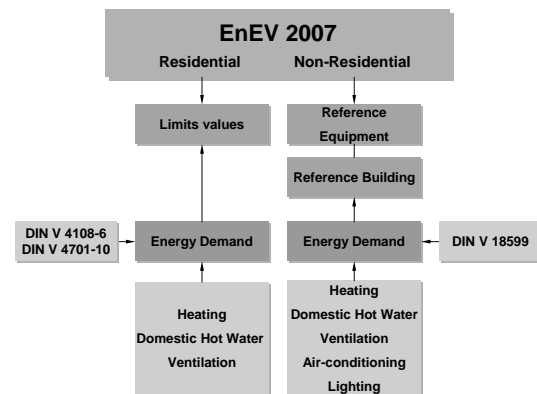 EnEV 2007
Residential
Non-Residential
Limits values
Reference
Equipment
Reference Building
DIN V 4108-6
DIN V 4701-10
Energy Demand
Energy Demand
DIN V 18599
Heating
Domestic Hot Water
Ventilation
Heating
Domestic Hot Water
Ventilation
Air-conditioning
Lighting